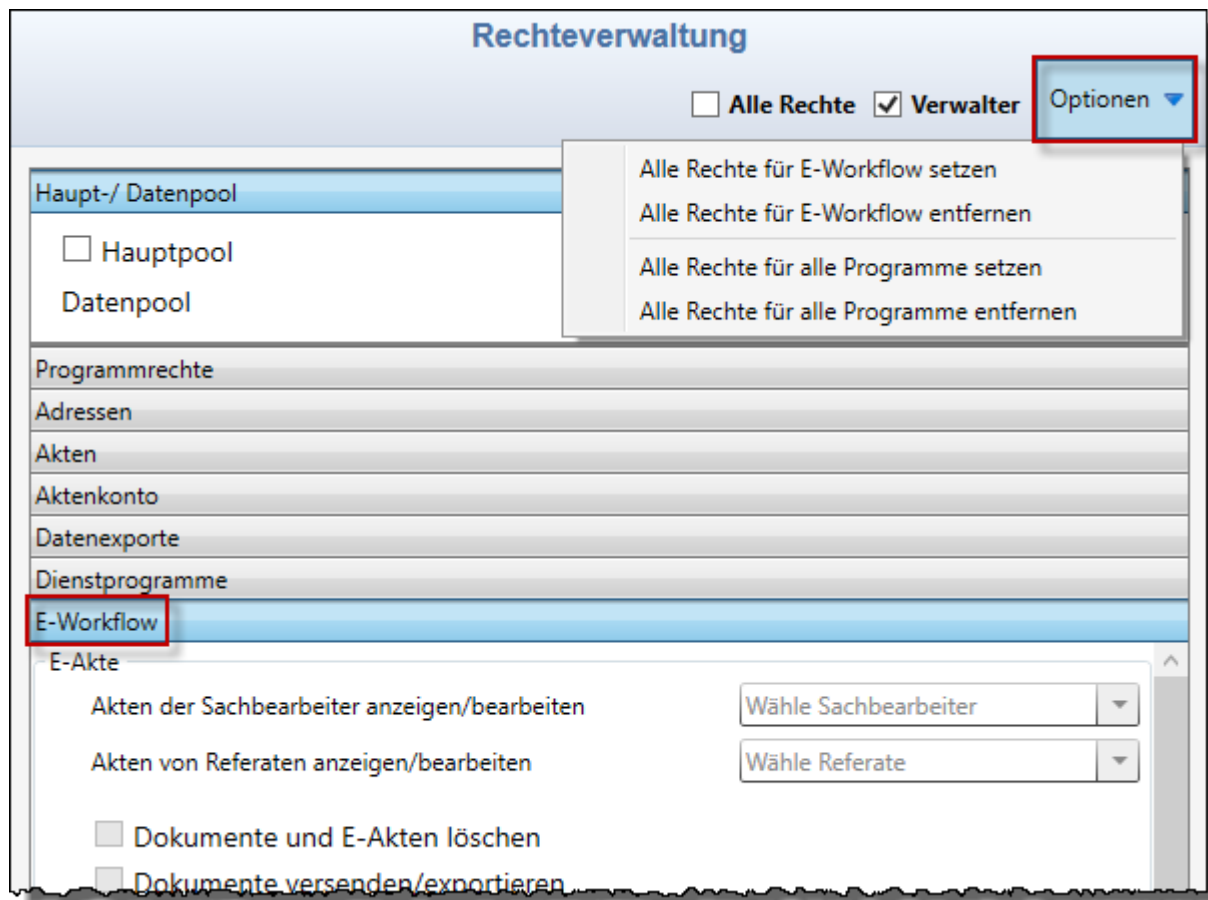 Rechteverwaltung
Alle Rechte Verwalter Optionen
Alle Rechte für E-Workflow setzen
Alle Rechte für E-Workflow entfernen
Alle Rechte für alle Programme setzen
Alle Rechte für alle Programme entfernen
Haupt-/ Datenpool
Hauptpool
Datenpool
Programmrechte
Adressen
Akten
Aktenkonto
Datenexporte
Dienstprogramme
E-Workflow
E-Akte
Akten der Sachbearbeiter anzeigen/bearbeiten Wähle Sachbearbeiter
Akten von Referaten anzeigen/bearbeiten Wähle Referate
Dokumente und E-Akten löschen
Dokumente versenden/exportieren